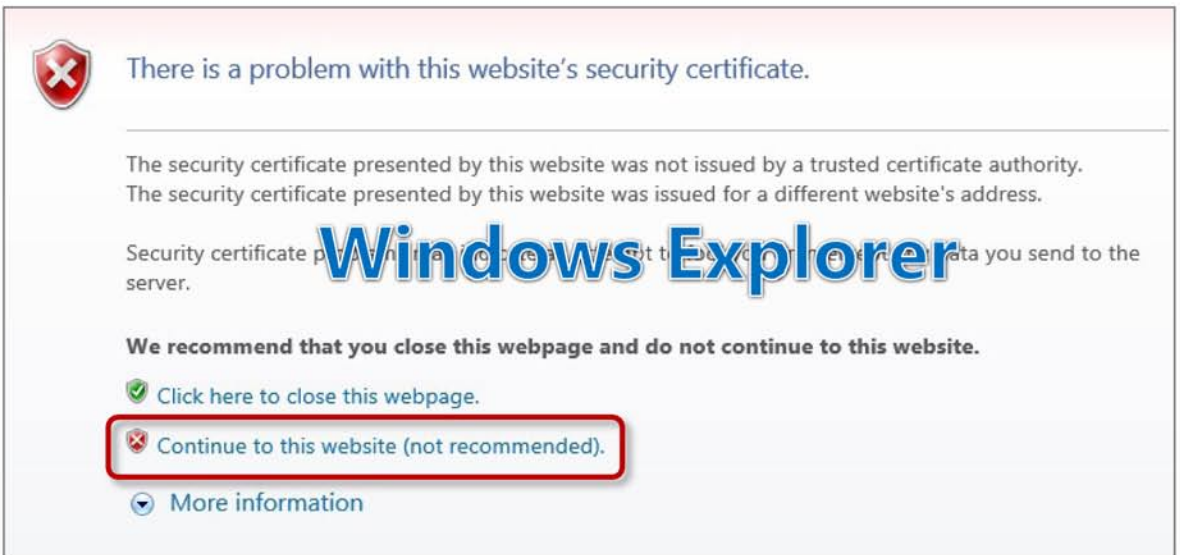 There is a problem with this website's security certificate.
The security certificate presented by this website was not issued by a trusted certificate authority.
The security certificate presented by this website was issued for a different website's address.
Windows Explorer
Security certificate data you send to the
server.
We recommend that you close this webpage and do not continue to this website.
Click here to close this webpage.
Continue to this website (not recommended).
More information